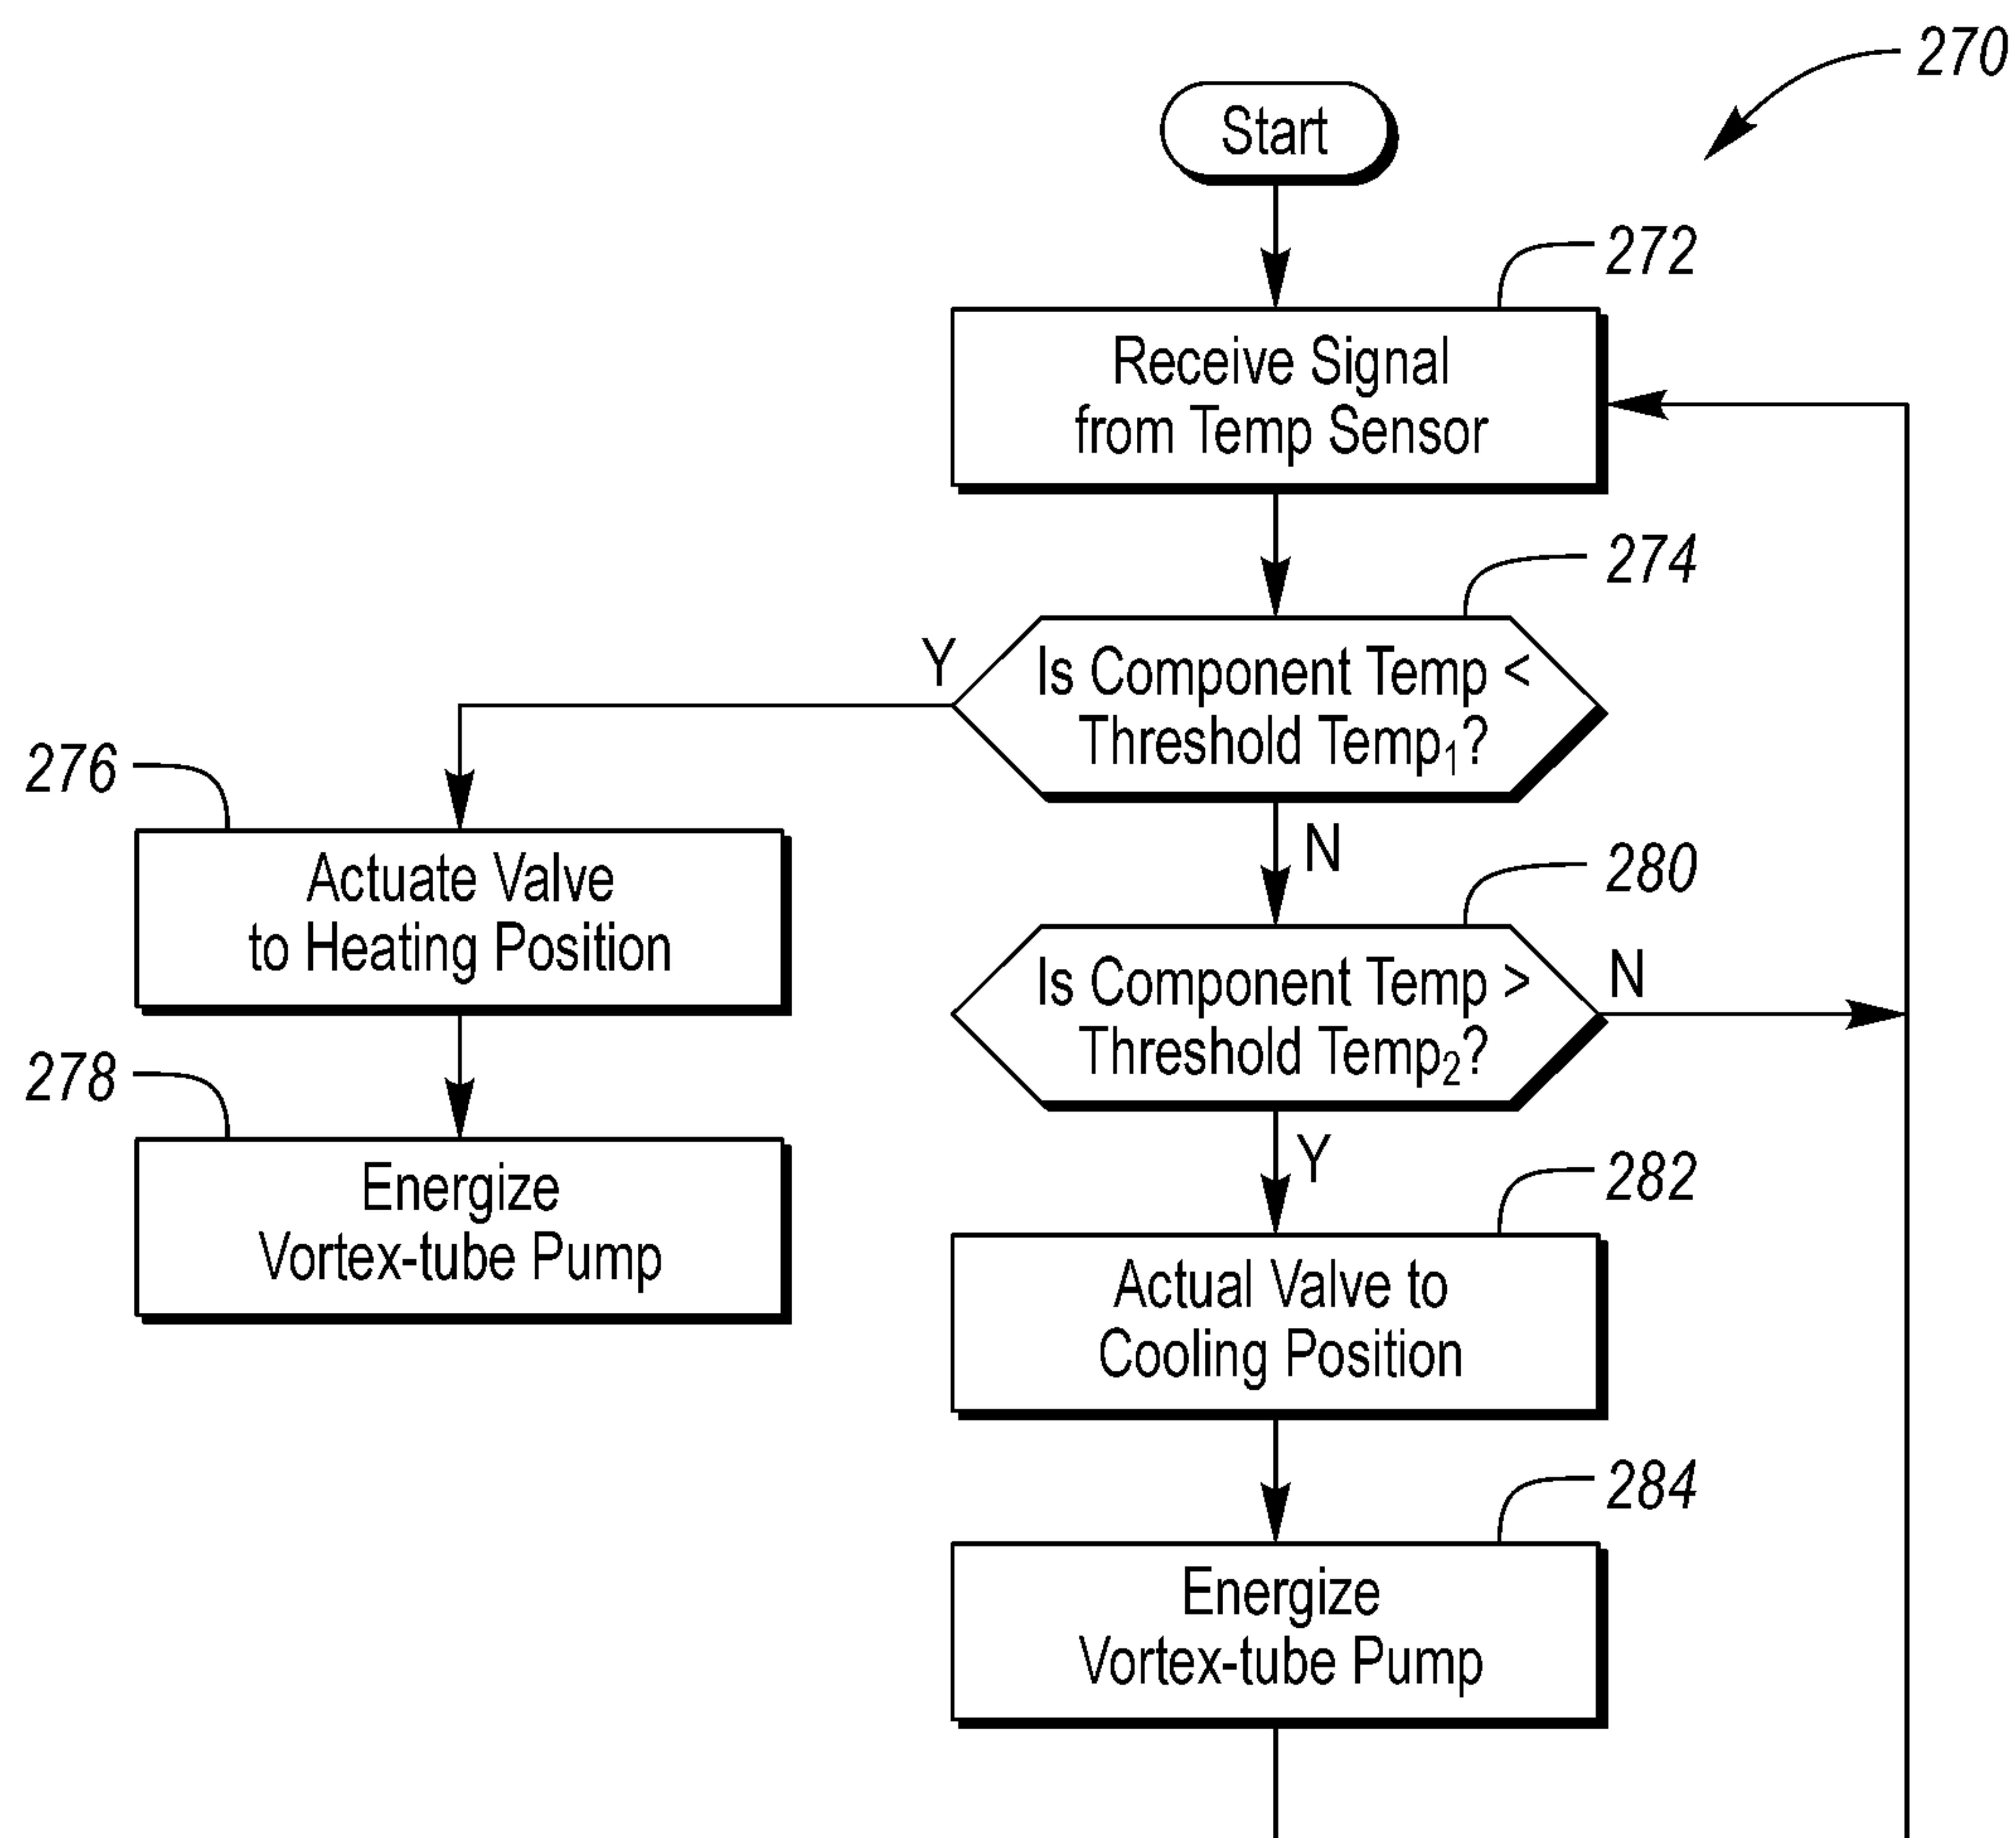 270
Start
272
Receive Signal
from Temp Sensor
274
Y
Is Component Temp <
Threshold Temp₁?
276
Actuate Valve
to Heating Position
N
280
Is Component Temp >
Threshold Temp₂?
N
278
Energize
Vortex-tube Pump
Y
282
Actual Valve to
Cooling Position
284
Energize
Vortex-tube Pump